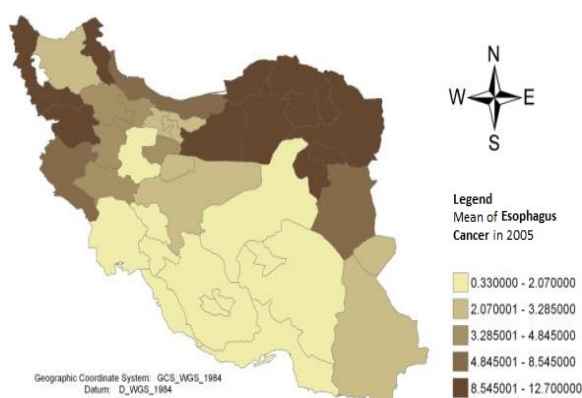 N
W E
S
Legend
Mean of Esophagus
Cancer in 2005
0.330000 - 2.070000
2.070001 - 3.285000
3.285001 - 4.845000
4.845001 - 8.545000
8.545001 - 12.700000
Geographic Coordinate System: GCS_WGS_1984
Datum: D_WGS_1984